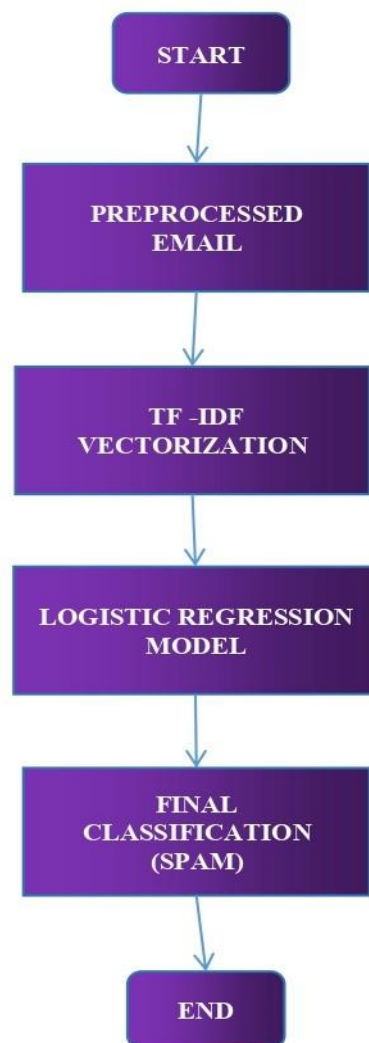 START
PREPROCESSED
EMAIL
TF -IDF
VECTORIZATION
LOGISTIC REGRESSION
MODEL
FINAL
CLASSIFICATION
(SPAM)
END